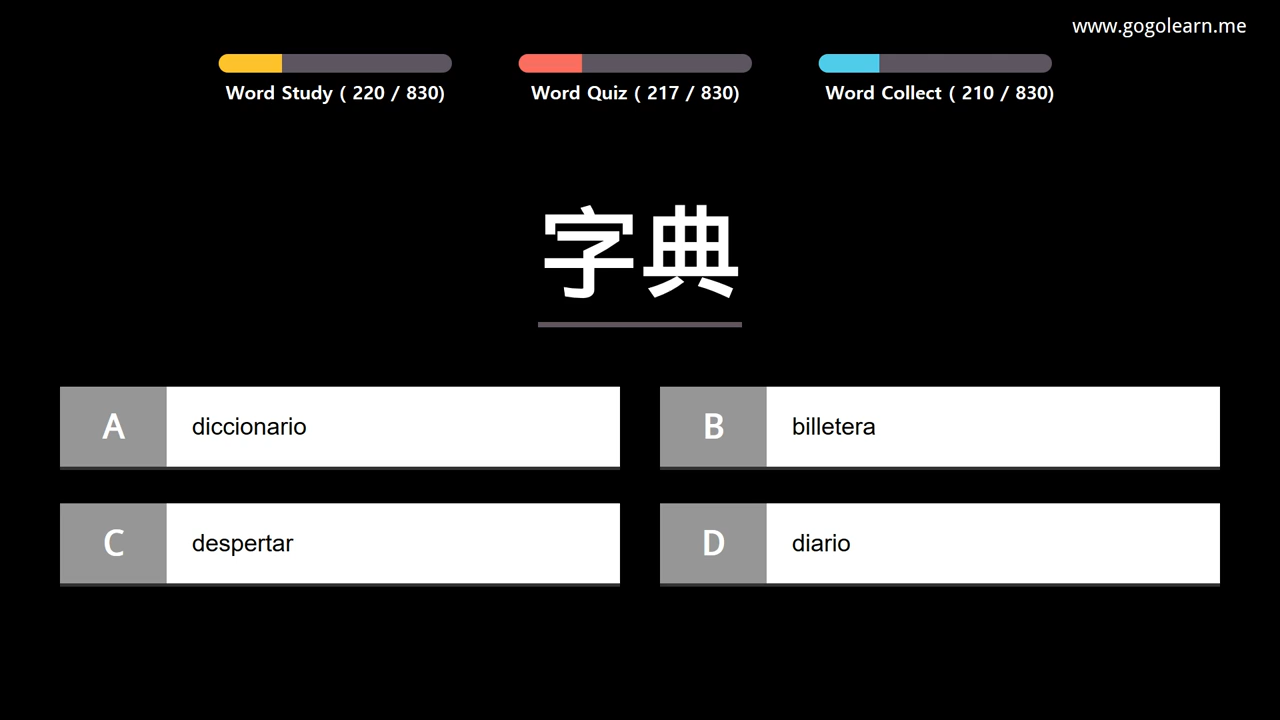 www.gogolearn.me
Word Study ( 220 / 830)
Word Quiz ( 217 / 830)
Word Collect ( 210 / 830)
字典
A diccionario
B billetera
C despertar
D diario